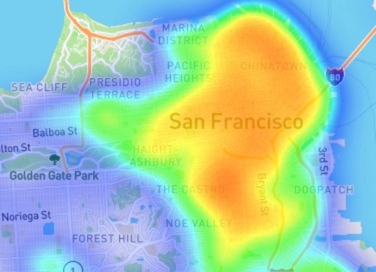 MARINA
DISTRICT
PACIFIC
HEIGHTS
CHINATOWN
80
SEA CLIFF
PRESIDIO
TERRACE
San Francisco
Balboa St
lton St
HAIGHT-
ASHBURY
3rd St
Golden Gate Park
THE CASTRO
Bryant St
DOGPATCH
Noriega St
NOE VALLEY
FOREST HILL
1